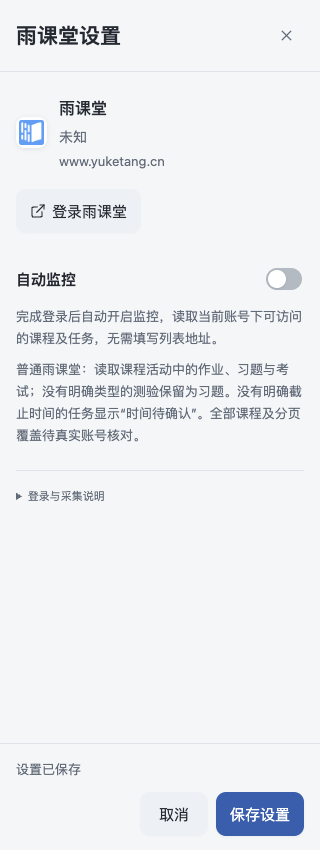 雨课堂设置
雨课堂
未知
www.yuketang.cn
登录雨课堂
自动监控
完成登录后自动开启监控，读取当前账号下可访问
的课程及任务，无需填写列表地址。
普通雨课堂：读取课程活动中的作业、习题与考
试；没有明确类型的测验保留为习题。没有明确截
止时间的任务显示“时间待确认”。全部课程及分页
覆盖待真实账号核对。
登录与采集说明
设置已保存
取消
保存设置